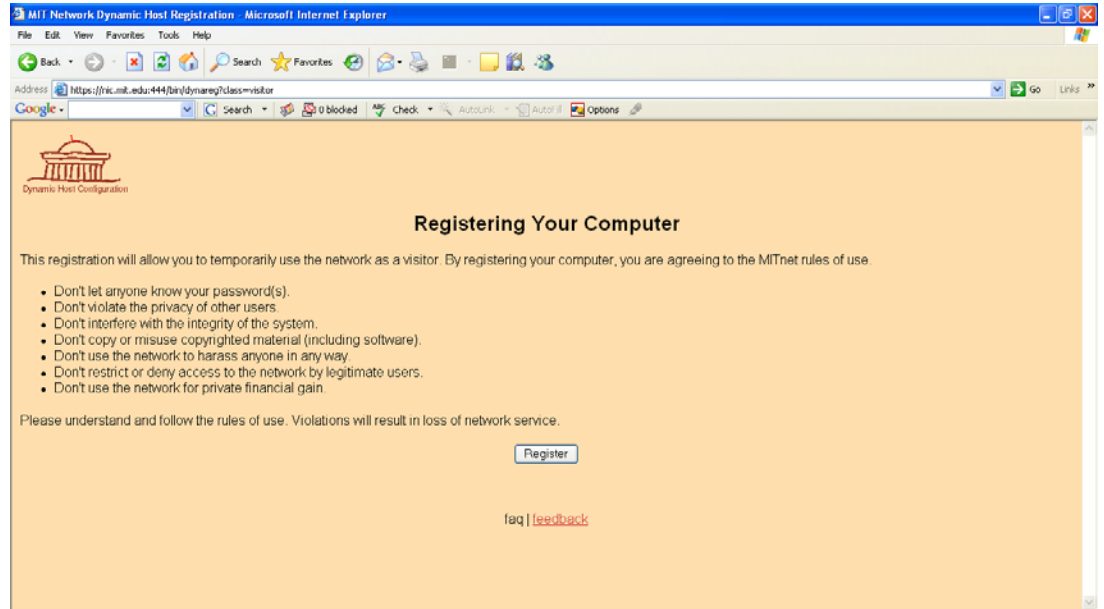 MIT Network Dynamic Host Registration - Microsoft Internet Explorer
File Edit View Favorites Tools Help
Back Search Favorites
Address https://nic.mit.edu:444/bin/dynareg?class=visitor Go Links »
Google Search 0 blocked Check AutoLink AutoFill Options
Dynamic Host Configuration
Registering Your Computer
This registration will allow you to temporarily use the network as a visitor. By registering your computer, you are agreeing to the MITnet rules of use.
• Don't let anyone know your password(s).
• Don't violate the privacy of other users.
• Don't interfere with the integrity of the system.
• Don't copy or misuse copyrighted material (including software).
• Don't use the network to harass anyone in any way.
• Don't restrict or deny access to the network by legitimate users.
• Don't use the network for private financial gain.
Please understand and follow the rules of use. Violations will result in loss of network service.
Register
faq | feedback